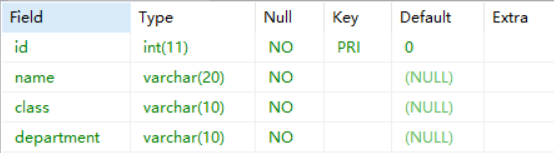 Field Type Null Key Default Extra
id int(11) NO PRI 0
name varchar(20) NO (NULL)
class varchar(10) NO (NULL)
department varchar(10) NO (NULL)